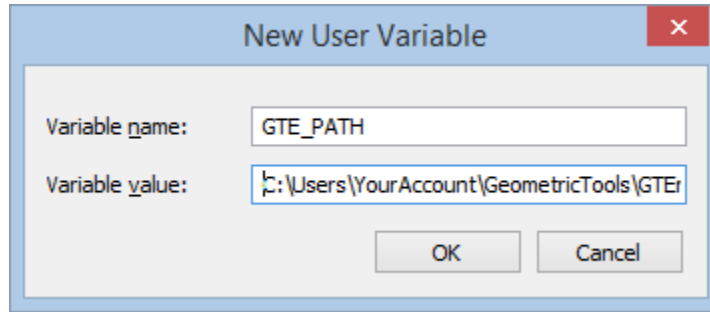 New User Variable
Variable name: GTE_PATH
Variable value: C:\Users\YourAccount\GeometricTools\GTEr
OK Cancel